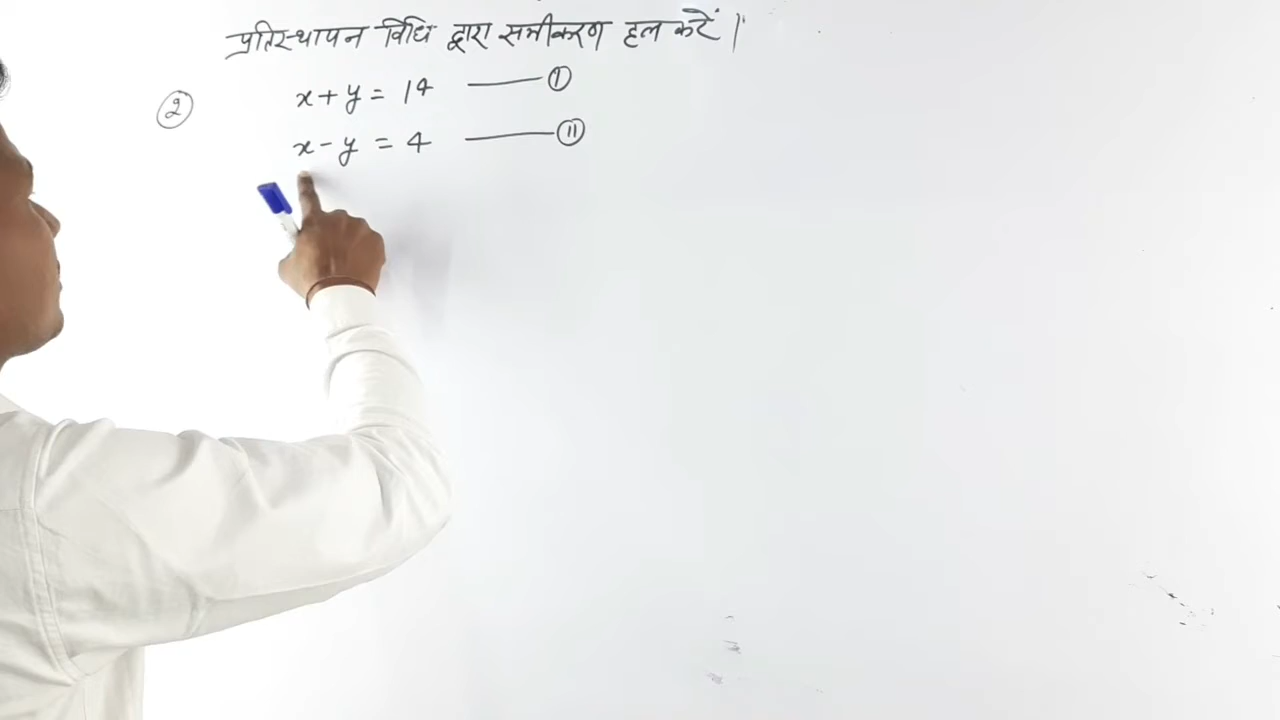 प्रतिस्थापन विधि द्वारा समीकरण हल करें।
② x + y = 14 —— Ⓘ
x - y = 4 —— Ⓘⓘ